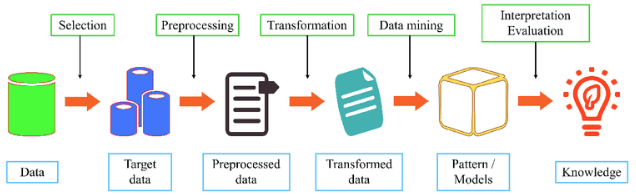 Selection
Preprocessing
Transformation
Data mining
Interpretation
Evaluation
Data
Target
data
Preprocessed
data
Transformed
data
Pattern /
Models
Knowledge